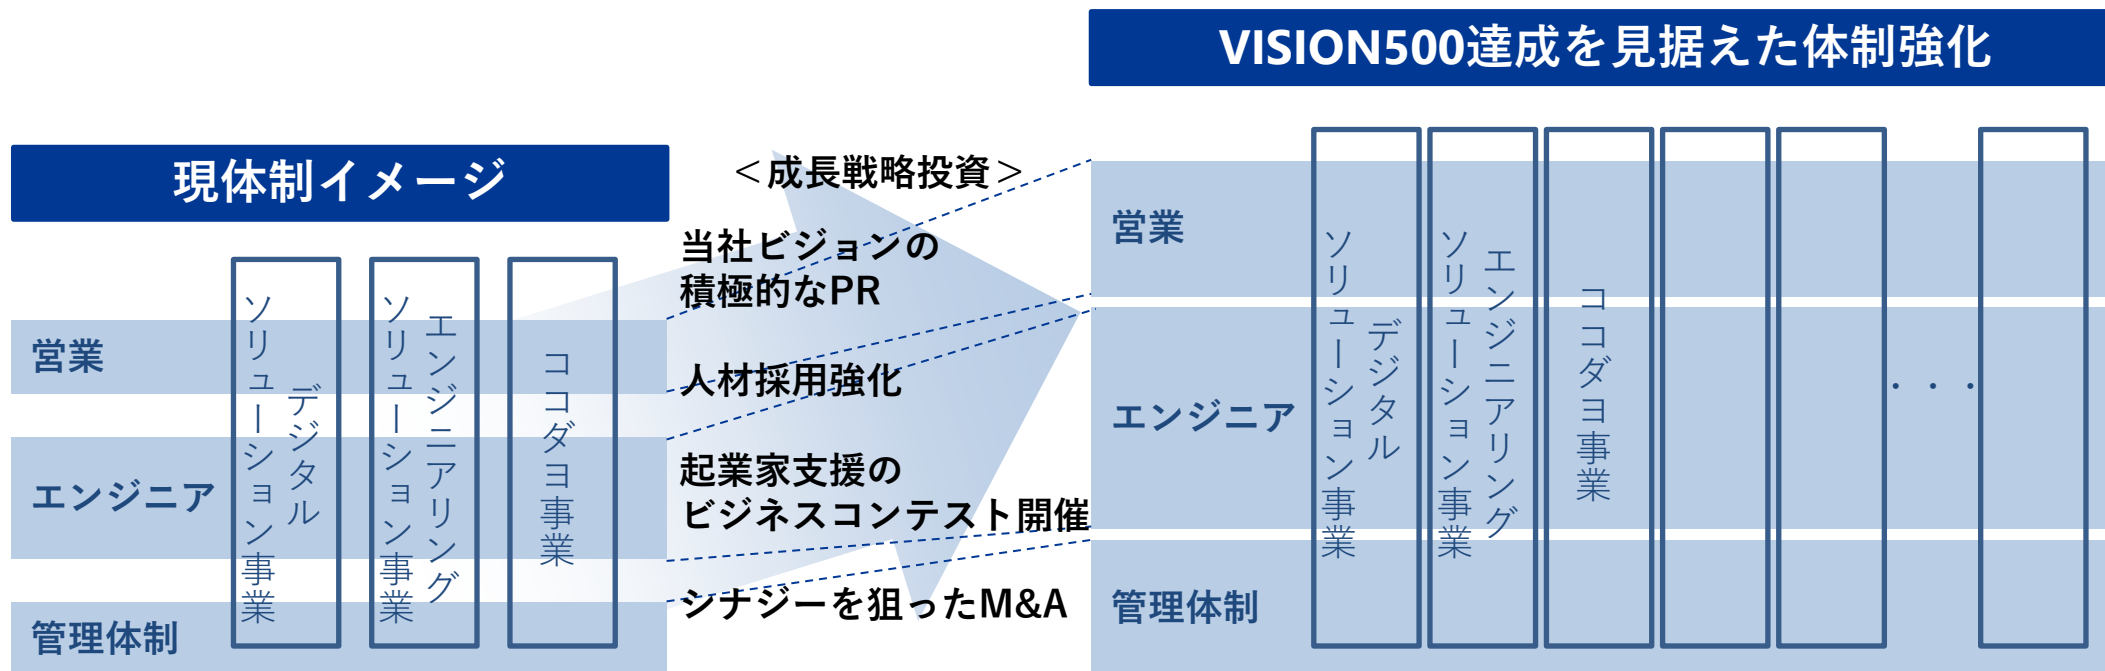 VISION500達成を見据えた体制強化
現体制イメージ
営業
エンジニア
管理体制
デジタル
ソリューション事業
エンジニアリング
ソリューション事業
ココダヨ事業
＜成長戦略投資＞
当社ビジョンの
積極的なPR
人材採用強化
起業家支援の
ビジネスコンテスト開催
シナジーを狙ったM&A
営業
エンジニア
管理体制
デジタル
ソリューション事業
エンジニアリング
ソリューション事業
ココダヨ事業
・・・